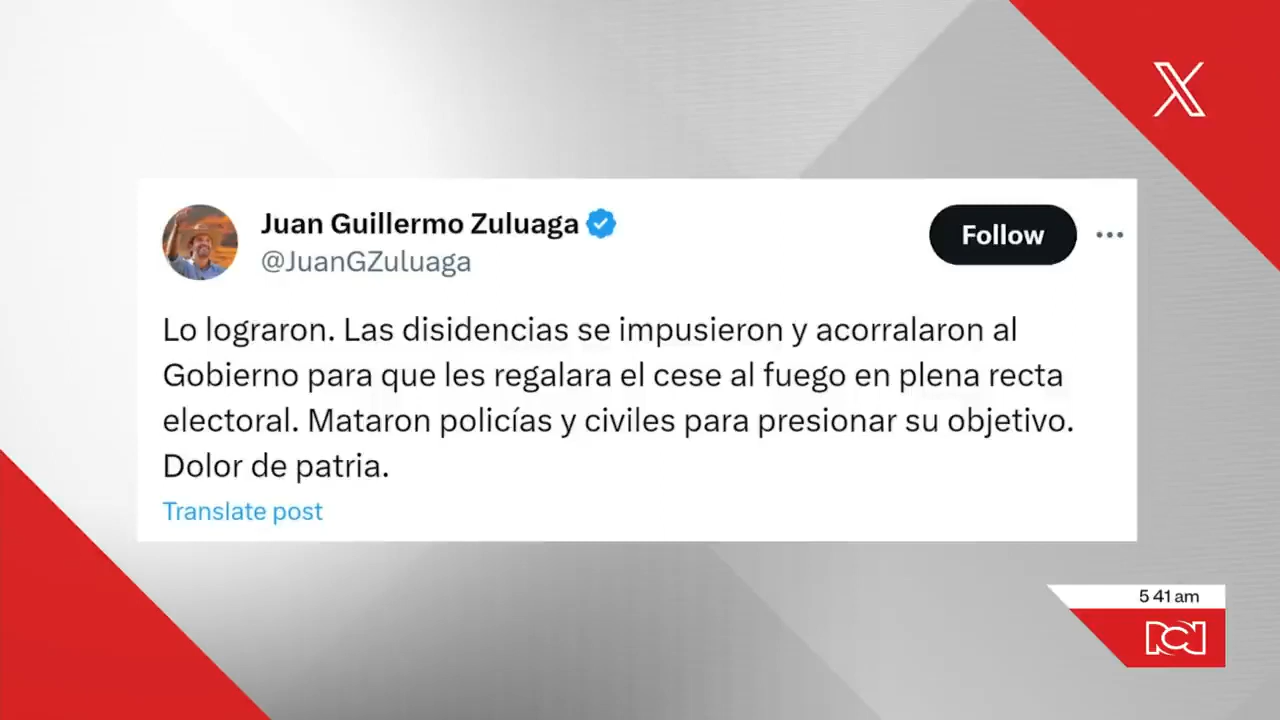 X
Juan Guillermo Zuluaga
@JuanGZuluaga
Follow
Lo lograron. Las disidencias se impusieron y acorralaron al
Gobierno para que les regalara el cese al fuego en plena recta
electoral. Mataron policías y civiles para presionar su objetivo.
Dolor de patria.
Translate post
5 41 am
RCN